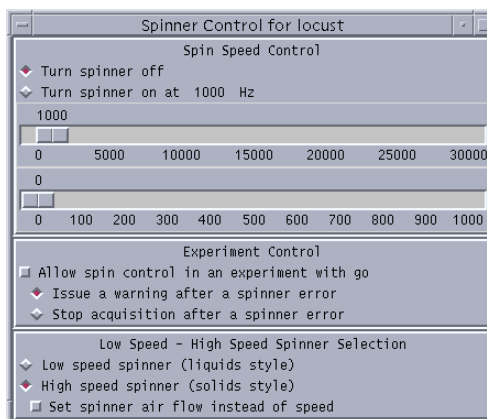 Spinner Control for locust
Spin Speed Control
Turn spinner off
Turn spinner on at 1000 Hz
1000
0 5000 10000 15000 20000 25000 30000
0
0 100 200 300 400 500 600 700 800 900 1000
Experiment Control
Allow spin control in an experiment with go
Issue a warning after a spinner error
Stop acquisition after a spinner error
Low Speed - High Speed Spinner Selection
Low speed spinner (liquids style)
High speed spinner (solids style)
Set spinner air flow instead of speed